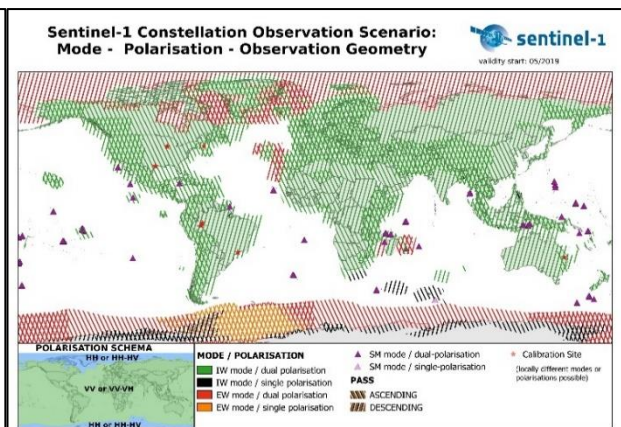 Sentinel-1 Constellation Observation Scenario:
Mode - Polarisation - Observation Geometry
sentinel-1
validity start: 05/2019
POLARISATION SCHEMA
HH or HH-HV
VV or VV-VH
HH or HH-HV
MODE / POLARISATION
IW mode / dual polarisation
IW mode / single polarisation
EW mode / dual polarisation
EW mode / single polarisation
SM mode / dual-polarisation
SM mode / single-polarisation
PASS
ASCENDING
DESCENDING
Calibration Site
(locally different modes or
polarisations possible)